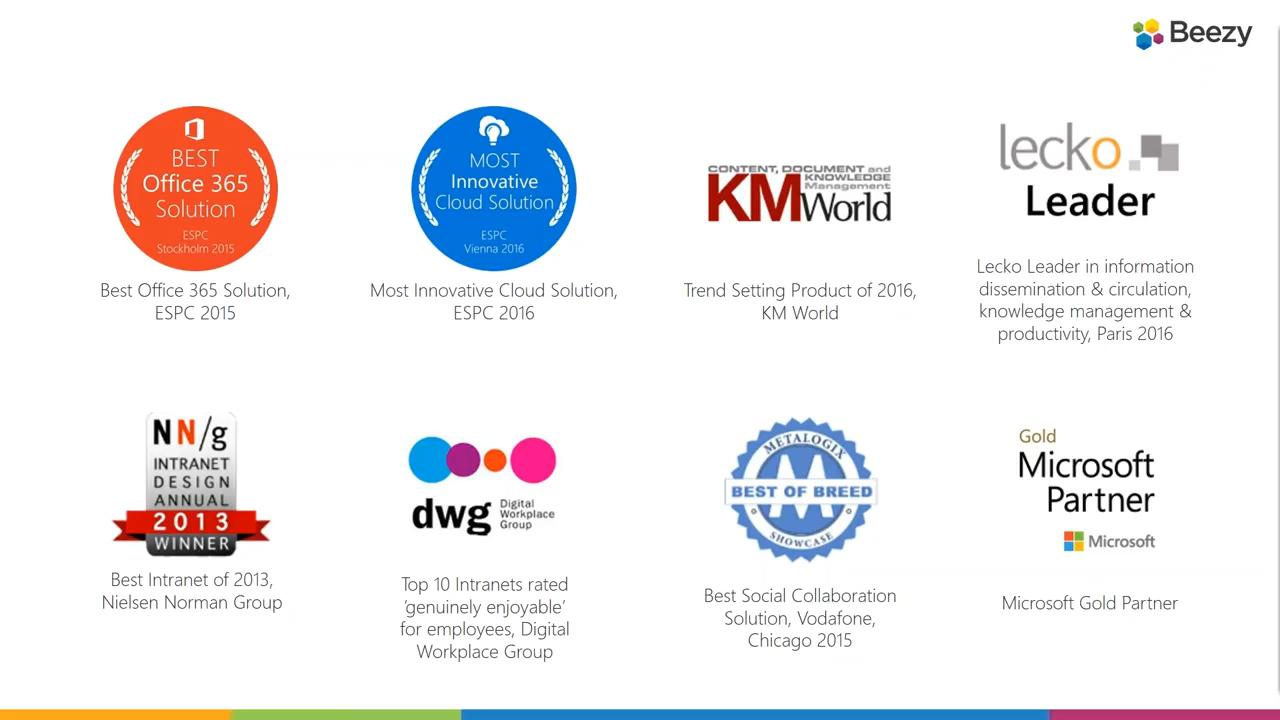 Beezy
BEST
Office 365
Solution
ESPC
Stockholm 2015
Best Office 365 Solution,
ESPC 2015
MOST
Innovative
Cloud Solution
ESPC
Vienna 2016
Most Innovative Cloud Solution,
ESPC 2016
CONTENT, DOCUMENT and
KNOWLEDGE
Management
KMWorld
Trend Setting Product of 2016,
KM World
lecko
Leader
Lecko Leader in information
dissemination & circulation,
knowledge management &
productivity, Paris 2016
NN/g
INTRANET
DESIGN
ANNUAL
2013
WINNER
Best Intranet of 2013,
Nielsen Norman Group
dwg
Digital
Workplace
Group
Top 10 Intranets rated
‘genuinely enjoyable’
for employees, Digital
Workplace Group
METALOGIX
BEST OF BREED
SHOWCASE
Best Social Collaboration
Solution, Vodafone,
Chicago 2015
Gold
Microsoft
Partner
Microsoft
Microsoft Gold Partner